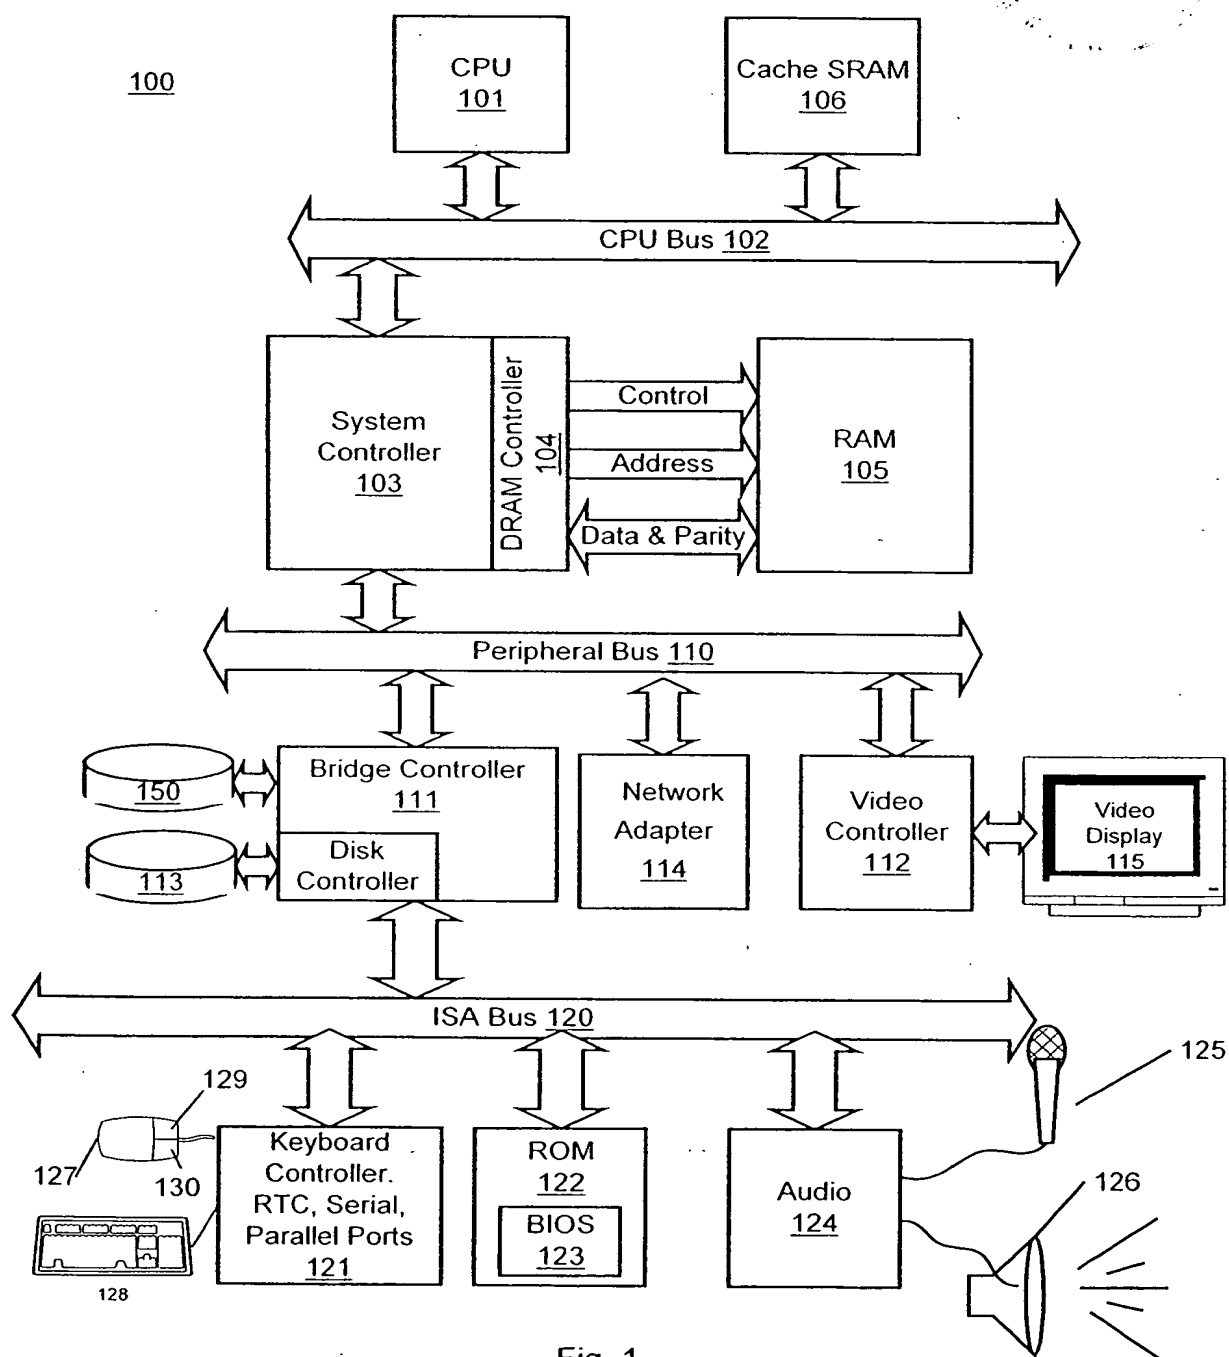 100
CPU
101
Cache SRAM
106
CPU Bus 102
System
Controller
103
DRAM Controller
104
Control
Address
Data & Parity
RAM
105
Peripheral Bus 110
150
113
Bridge Controller
111
Disk
Controller
Network
Adapter
114
Video
Controller
112
Video
Display
115
ISA Bus 120
129
127
130
128
Keyboard
Controller.
RTC, Serial,
Parallel Ports
121
ROM
122
BIOS
123
Audio
124
125
126
Fig. 1